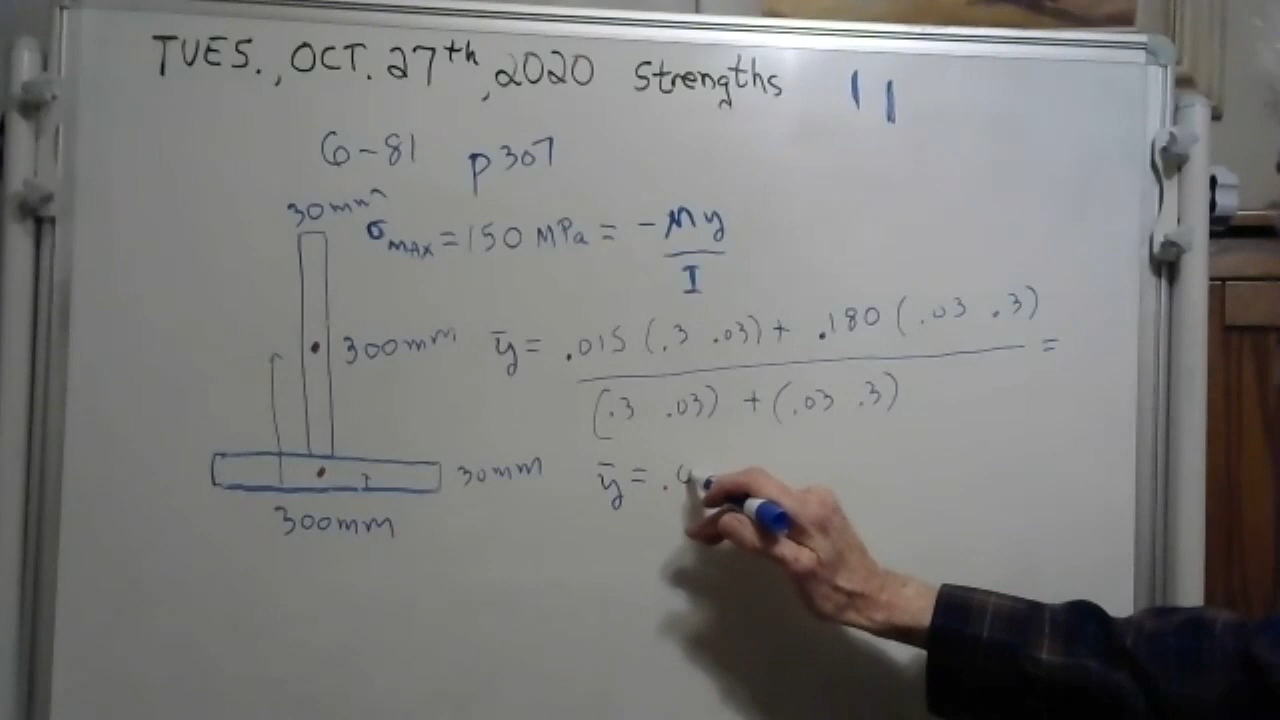 TUES., OCT. 27th, 2020 Strengths 11
6-81 p307
30mm
σMAX = 150 MPa = -My/I
300mm
ȳ = .015 (.3 .03) + .180 (.03 .3) =
(.3 .03) + (.03 .3)
30mm
ȳ = .
300mm